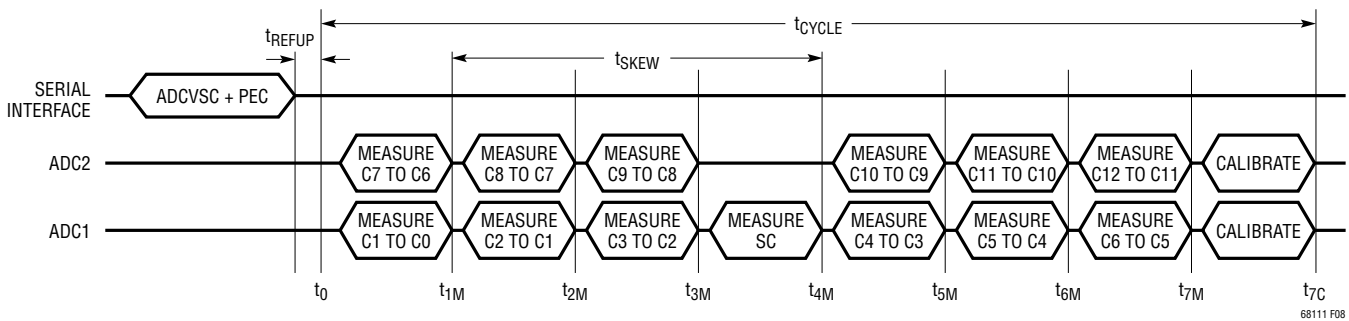 tCYCLE
tREFUP
tSKEW
SERIAL
INTERFACE
ADCVSC + PEC
ADC2
MEASURE
C7 TO C6
MEASURE
C8 TO C7
MEASURE
C9 TO C8
MEASURE
C10 TO C9
MEASURE
C11 TO C10
MEASURE
C12 TO C11
CALIBRATE
ADC1
MEASURE
C1 TO C0
MEASURE
C2 TO C1
MEASURE
C3 TO C2
MEASURE
SC
MEASURE
C4 TO C3
MEASURE
C5 TO C4
MEASURE
C6 TO C5
CALIBRATE
t0
t1M
t2M
t3M
t4M
t5M
t6M
t7M
t7C
68111 F08